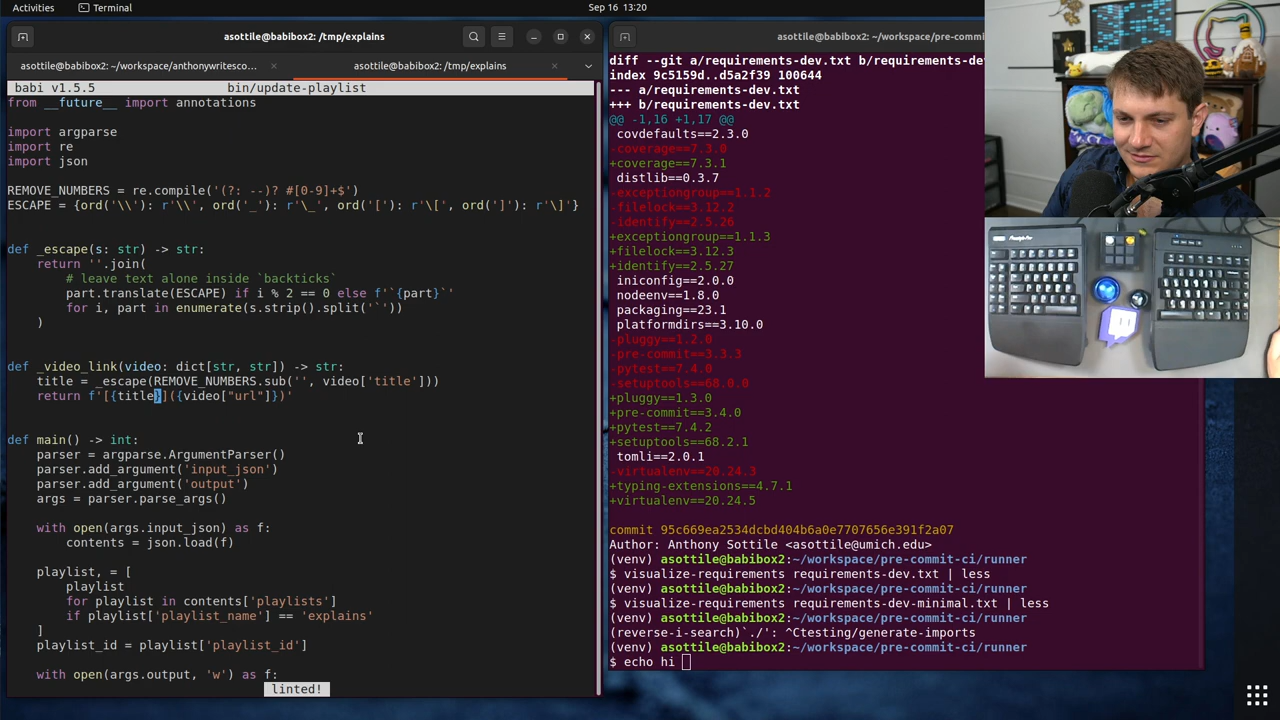 Activities
Terminal
Sep 16 13:20
asottile@babibox2: /tmp/explains
asottile@babibox2: ~/workspace/anthonywritesco…
asottile@babibox2: /tmp/explains
babi v1.5.5
bin/update-playlist
from __future__ import annotations
import argparse
import re
import json
REMOVE_NUMBERS = re.compile('(?: --)? #[0-9]+$')
ESCAPE = {ord('\\'): r'\\', ord('_'): r'\_', ord('['): r'\[', ord(']'): r'\]'}
def _escape(s: str) -> str:
    return ''.join(
        # leave text alone inside `backticks`
        part.translate(ESCAPE) if i % 2 == 0 else f'`{part}`'
        for i, part in enumerate(s.strip().split('`'))
    )
def _video_link(video: dict[str, str]) -> str:
    title = _escape(REMOVE_NUMBERS.sub('', video['title']))
    return f'[{title}]({video["url"]})'
def main() -> int:
    parser = argparse.ArgumentParser()
    parser.add_argument('input_json')
    parser.add_argument('output')
    args = parser.parse_args()
    with open(args.input_json) as f:
        contents = json.load(f)
    playlist, = [
        playlist
        for playlist in contents['playlists']
        if playlist['playlist_name'] == 'explains'
    ]
    playlist_id = playlist['playlist_id']
    with open(args.output, 'w') as f:
linted!
asottile@babibox2: ~/workspace/pre-commi
diff --git a/requirements-dev.txt b/requirements-de
index 9c5159d..d5a2f39 100644
--- a/requirements-dev.txt
+++ b/requirements-dev.txt
@@ -1,16 +1,17 @@
 covdefaults==2.3.0
-coverage==7.3.0
+coverage==7.3.1
 distlib==0.3.7
-exceptiongroup==1.1.2
-filelock==3.12.2
-identify==2.5.26
+exceptiongroup==1.1.3
+filelock==3.12.3
+identify==2.5.27
 iniconfig==2.0.0
 nodeenv==1.8.0
 packaging==23.1
 platformdirs==3.10.0
-pluggy==1.2.0
-pre-commit==3.3.3
-pytest==7.4.0
-setuptools==68.0.0
+pluggy==1.3.0
+pre-commit==3.4.0
+pytest==7.4.2
+setuptools==68.2.1
 tomli==2.0.1
-virtualenv==20.24.3
+typing-extensions==4.7.1
+virtualenv==20.24.5
commit 95c669ea2534dcbd404b6a0e7707656e391f2a07
Author: Anthony Sottile <asottile@umich.edu>
(venv) asottile@babibox2:~/workspace/pre-commit-ci/runner
$ visualize-requirements requirements-dev.txt | less
(venv) asottile@babibox2:~/workspace/pre-commit-ci/runner
$ visualize-requirements requirements-dev-minimal.txt | less
(venv) asottile@babibox2:~/workspace/pre-commit-ci/runner
(reverse-i-search)`./': ^Ctesting/generate-imports
(venv) asottile@babibox2:~/workspace/pre-commit-ci/runner
$ echo hi